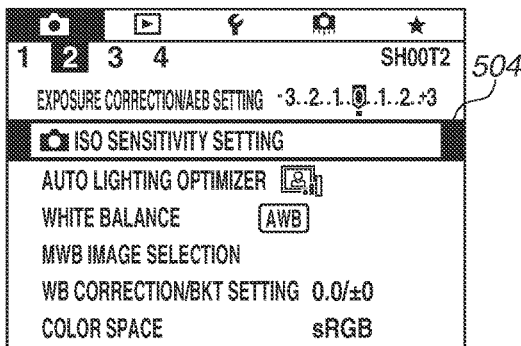 1 2 3 4 SH00T2
504
EXPOSURE CORRECTION/AEB SETTING -3..2..1..0..1..2..+3
ISO SENSITIVITY SETTING
AUTO LIGHTING OPTIMIZER
WHITE BALANCE AWB
MWB IMAGE SELECTION
WB CORRECTION/BKT SETTING 0.0/±0
COLOR SPACE sRGB